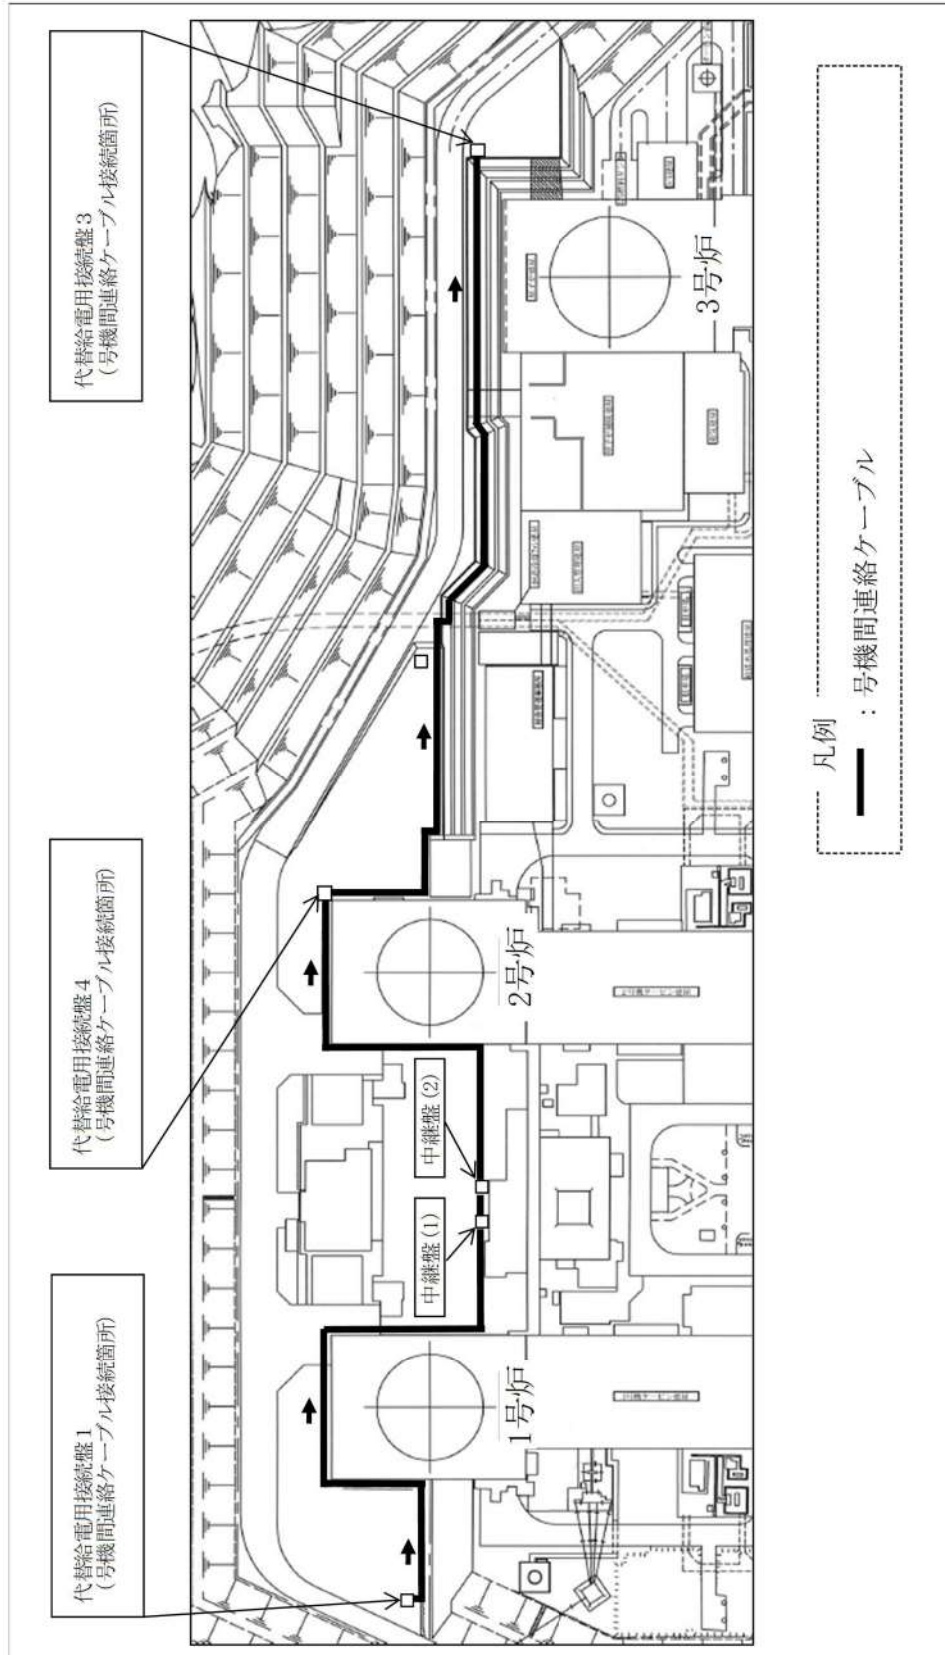 代替給電用接続盤１
（号機間連絡ケーブル接続箇所）
代替給電用接続盤４
（号機間連絡ケーブル接続箇所）
代替給電用接続盤３
（号機間連絡ケーブル接続箇所）
中継盤(1)
中継盤(2)
1号炉
2号炉
3号炉
凡例
：号機間連絡ケーブル